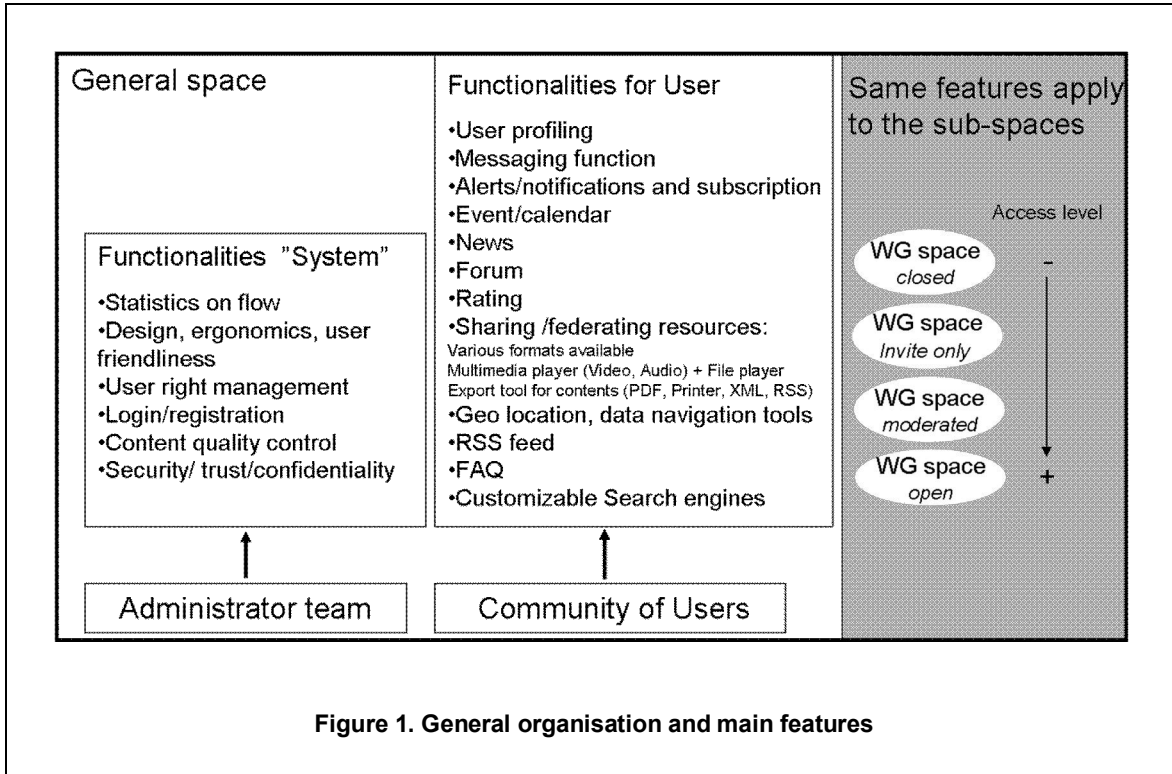 General space
Functionalities "System"
•Statistics on flow
•Design, ergonomics, user
friendliness
•User right management
•Login/registration
•Content quality control
•Security/ trust/confidentiality
Administrator team
Functionalities for User
•User profiling
•Messaging function
•Alerts/notifications and subscription
•Event/calendar
•News
•Forum
•Rating
•Sharing /federating resources:
Various formats available
Multimedia player (Video, Audio) + File player
Export tool for contents (PDF, Printer, XML, RSS)
•Geo location, data navigation tools
•RSS feed
•FAQ
•Customizable Search engines
Community of Users
Same features apply
to the sub-spaces
Access level
WG space
closed
-
WG space
Invite only
WG space
moderated
WG space
open
+
Figure 1. General organisation and main features